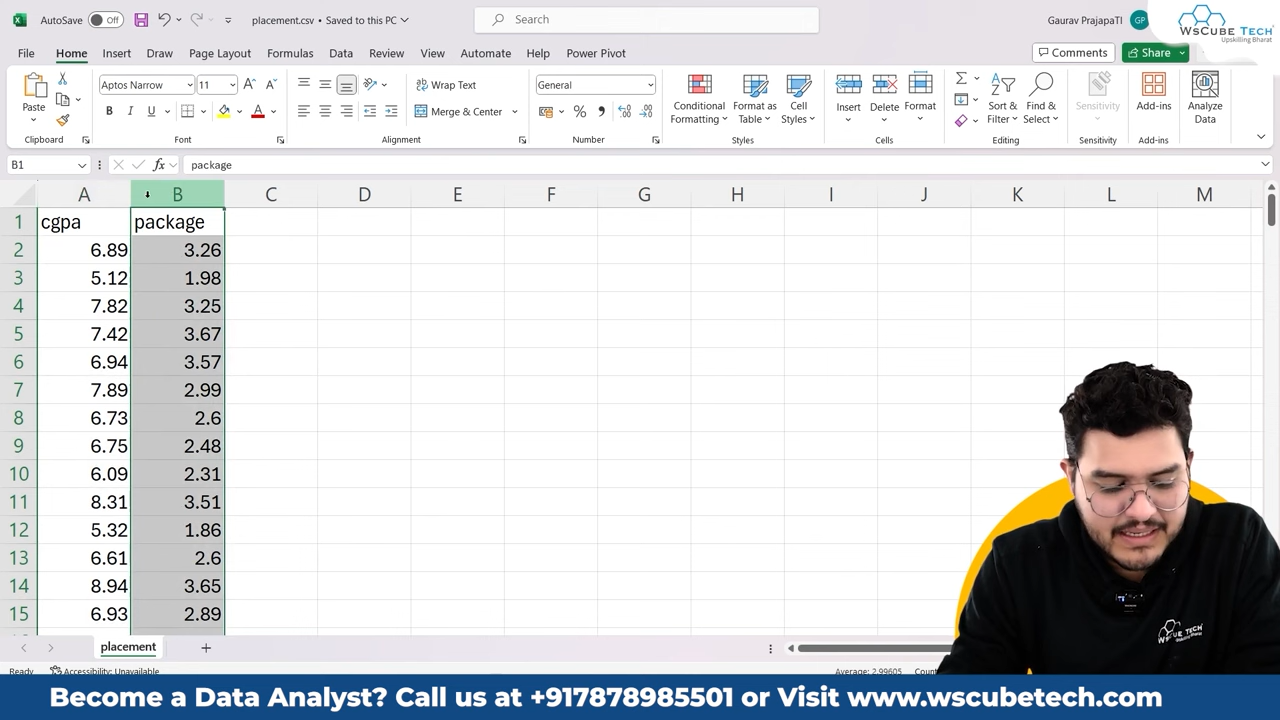 AutoSave Off placement.csv • Saved to this PC Search Gaurav PrajapaTI GP
WsCube Tech
Upskilling Bharat
File Home Insert Draw Page Layout Formulas Data Review View Automate Help Power Pivot Comments Share
Paste Aptos Narrow 11 Wrap Text General Conditional Formatting Format as Table Cell Styles Insert Delete Format Sort & Filter Find & Select Sensitivity Add-ins Analyze Data
B I U Merge & Center
Clipboard Font Alignment Number Styles Cells Editing Sensitivity Add-ins
B1 fx package
A B C D E F G H I J K L M
1 cgpa package
2 6.89 3.26
3 5.12 1.98
4 7.82 3.25
5 7.42 3.67
6 6.94 3.57
7 7.89 2.99
8 6.73 2.6
9 6.75 2.48
10 6.09 2.31
11 8.31 3.51
12 5.32 1.86
13 6.61 2.6
14 8.94 3.65
15 6.93 2.89
placement
Ready Accessibility: Unavailable Average: 2.99605
WsCube Tech
Become a Data Analyst? Call us at +917878985501 or Visit www.wscubetech.com